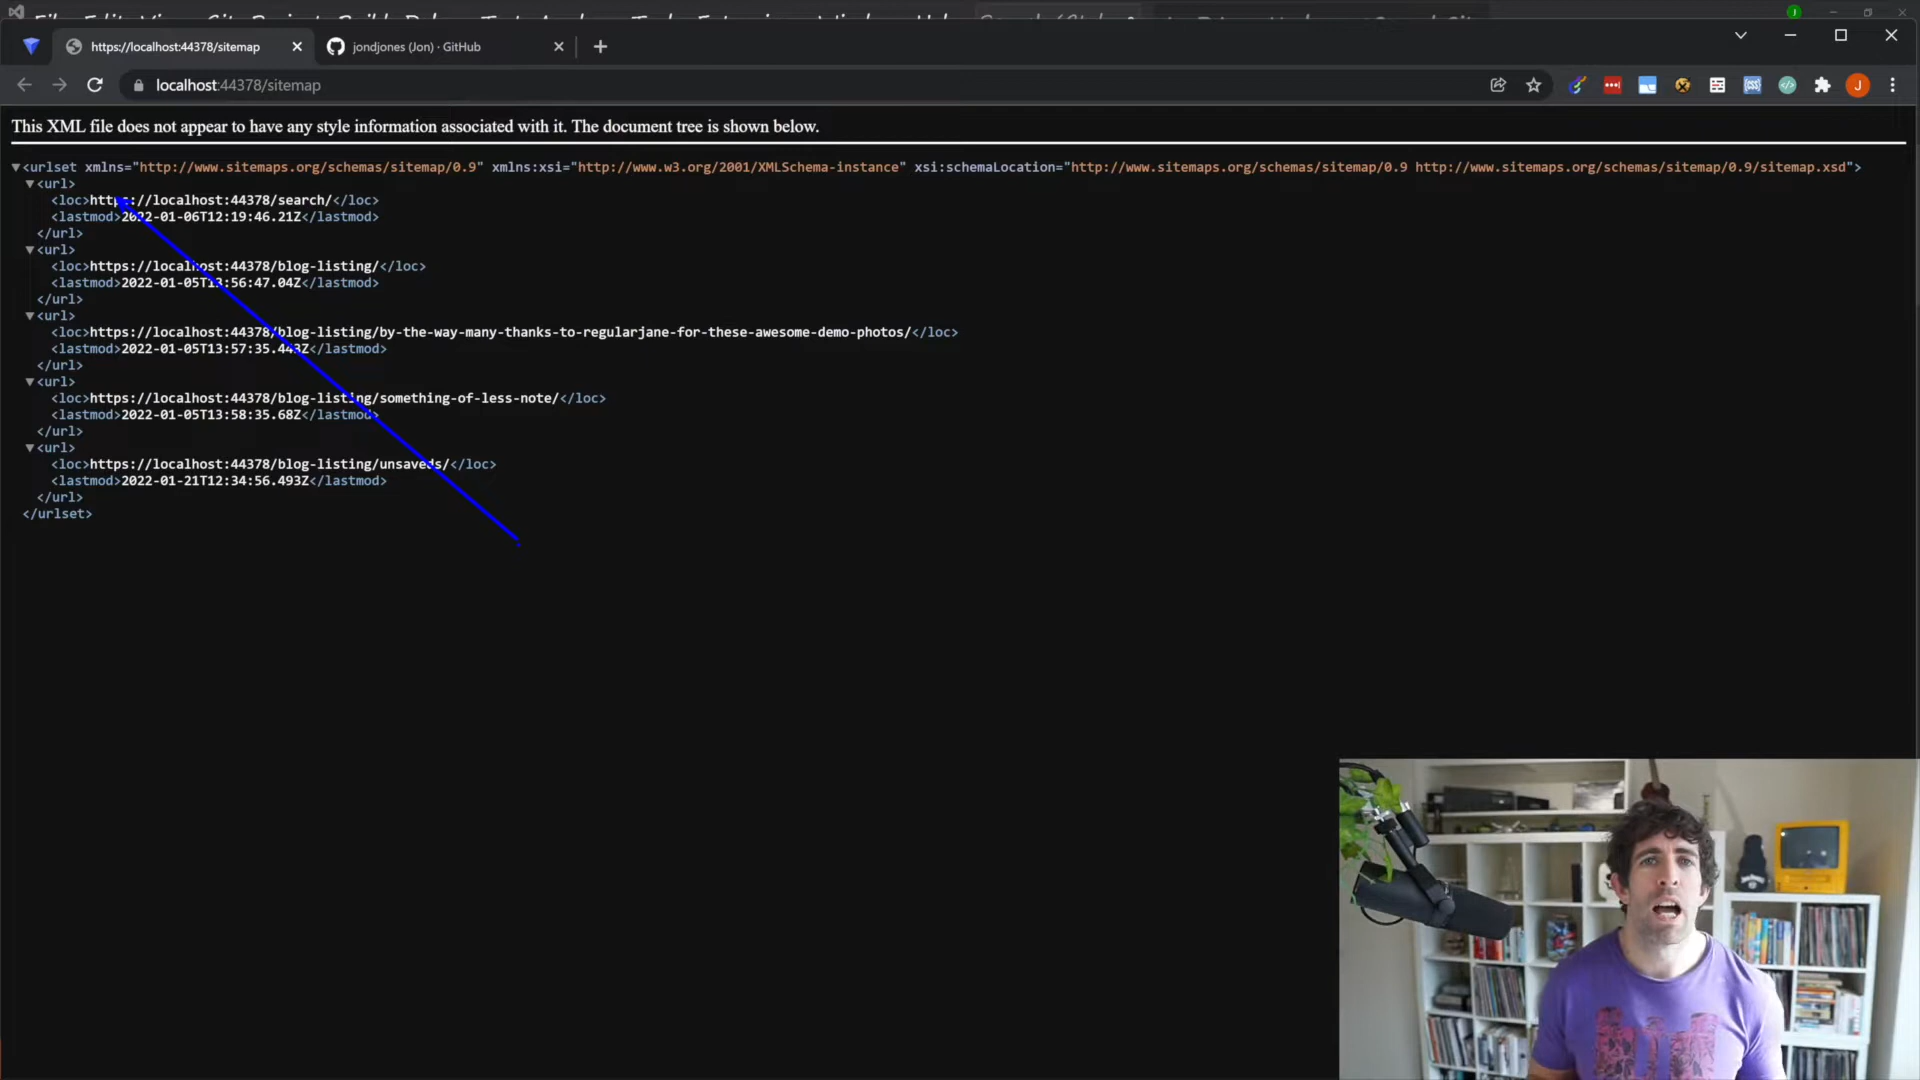 https://localhost:44378/sitemap
jondjones (Jon) · GitHub
localhost:44378/sitemap
J
This XML file does not appear to have any style information associated with it. The document tree is shown below.
<urlset xmlns="http://www.sitemaps.org/schemas/sitemap/0.9" xmlns:xsi="http://www.w3.org/2001/XMLSchema-instance" xsi:schemaLocation="http://www.sitemaps.org/schemas/sitemap/0.9 http://www.sitemaps.org/schemas/sitemap/0.9/sitemap.xsd">
<url>
<loc>https://localhost:44378/search/</loc>
<lastmod>2022-01-06T12:19:46.21Z</lastmod>
</url>
<url>
<loc>https://localhost:44378/blog-listing/</loc>
<lastmod>2022-01-05T13:56:47.04Z</lastmod>
</url>
<url>
<loc>https://localhost:44378/blog-listing/by-the-way-many-thanks-to-regularjane-for-these-awesome-demo-photos/</loc>
<lastmod>2022-01-05T13:57:35.443Z</lastmod>
</url>
<url>
<loc>https://localhost:44378/blog-listing/something-of-less-note/</loc>
<lastmod>2022-01-05T13:58:35.68Z</lastmod>
</url>
<url>
<loc>https://localhost:44378/blog-listing/unsaveds/</loc>
<lastmod>2022-01-21T12:34:56.493Z</lastmod>
</url>
</urlset>